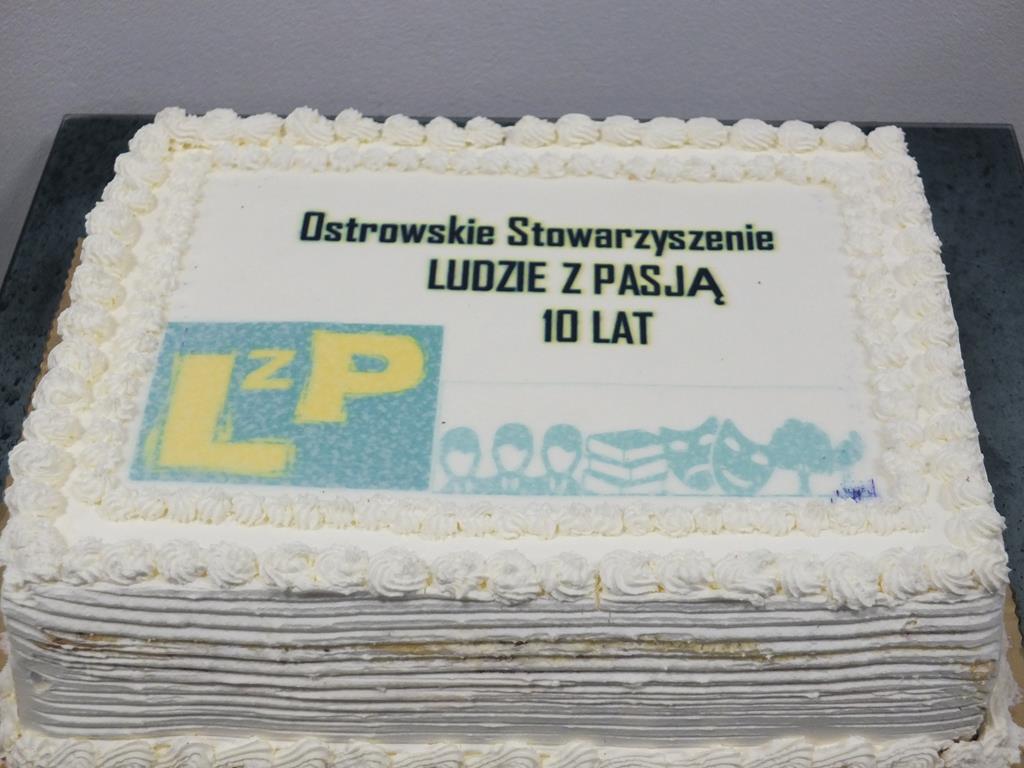 Ostrowskie Stowarzyszenie
LUDZIE Z PASJĄ
10 LAT
LZP